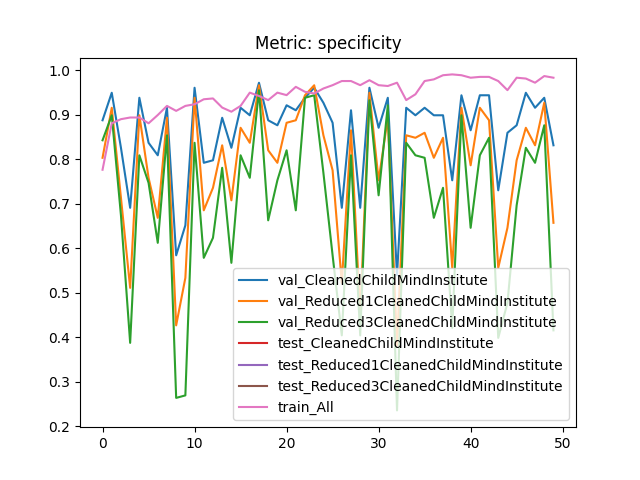 Metric: specificity
1.0
0.9
0.8
0.7
0.6
0.5
0.4
0.3
0.2
val_CleanedChildMindInstitute
val_Reduced1CleanedChildMindInstitute
val_Reduced3CleanedChildMindInstitute
test_CleanedChildMindInstitute
test_Reduced1CleanedChildMindInstitute
test_Reduced3CleanedChildMindInstitute
train_All
0 10 20 30 40 50